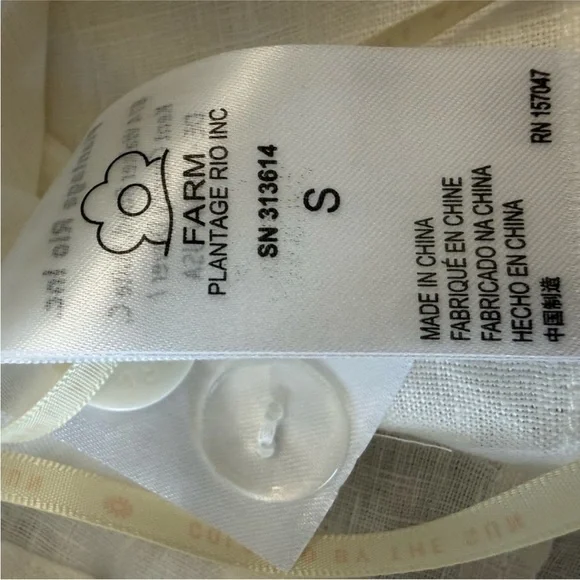 FARM
PLANTAGE RIO INC
SN 313614
S
MADE IN CHINA
FABRIQUÉ EN CHINE
FABRICADO NA CHINA
HECHO EN CHINA
中国制造
RN 157047